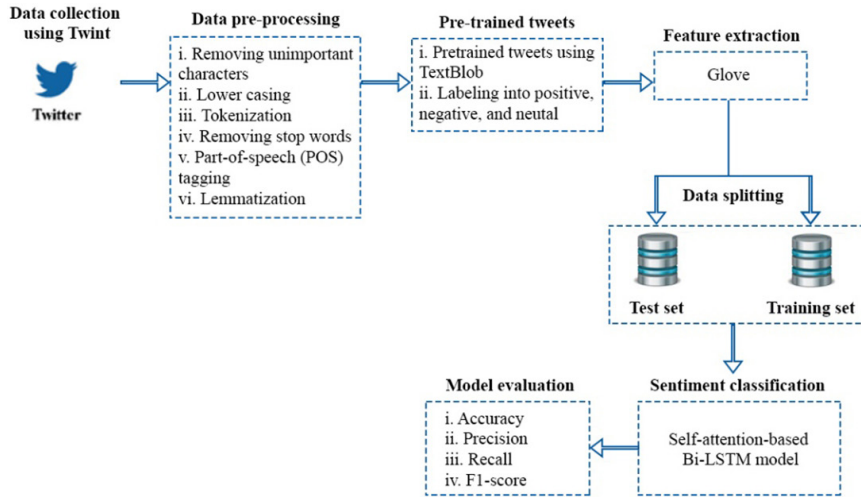 Data collection
using Twint
Twitter
Data pre-processing
i. Removing unimportant
characters
ii. Lower casing
iii. Tokenization
iv. Removing stop words
v. Part-of-speech (POS)
tagging
vi. Lemmatization
Pre-trained tweets
i. Pretrained tweets using
TextBlob
ii. Labeling into positive,
negative, and neutal
Feature extraction
Glove
Data splitting
Test set
Training set
Sentiment classification
Self-attention-based
Bi-LSTM model
Model evaluation
i. Accuracy
ii. Precision
iii. Recall
iv. F1-score